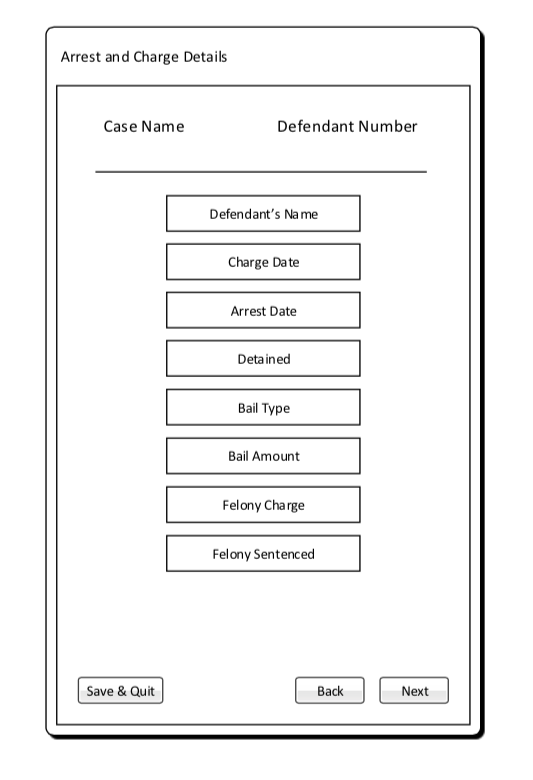 Arrest and Charge Details
Case Name Defendant Number
Defendant’s Name
Charge Date
Arrest Date
Detained
Bail Type
Bail Amount
Felony Charge
Felony Sentenced
Save & Quit Back Next